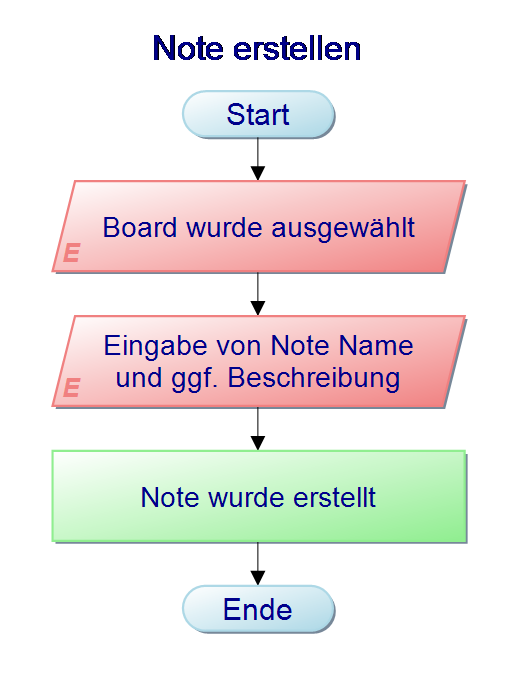 Note erstellen
Start
Board wurde ausgewählt
E
Eingabe von Note Name
und ggf. Beschreibung
E
Note wurde erstellt
Ende